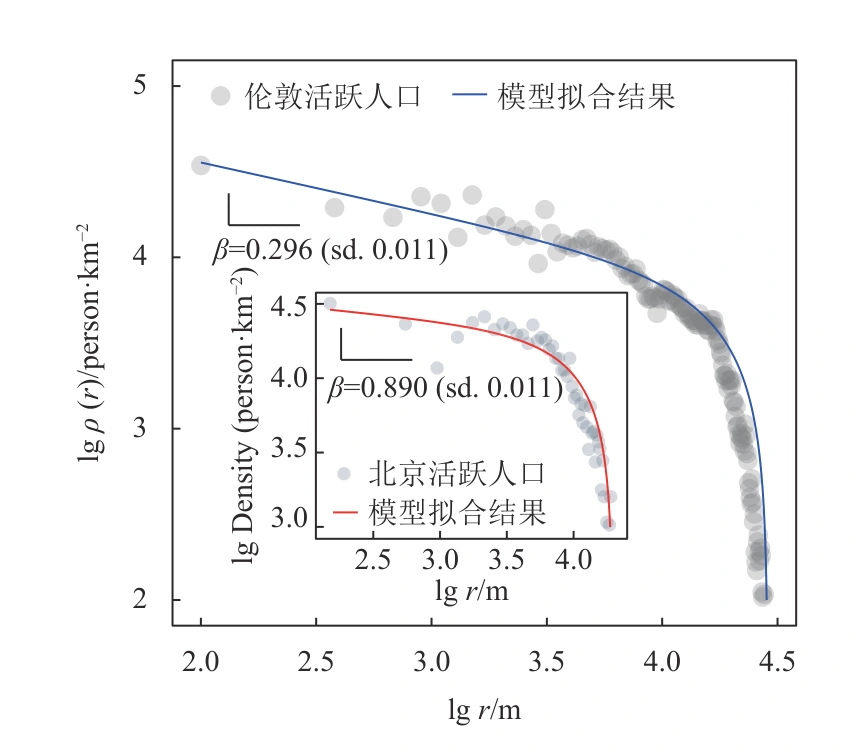 伦敦活跃人口 模型拟合结果
5
4
3
2
lg ρ (r)/person·km⁻²
β=0.296 (sd. 0.011)
lg Density (person·km⁻²)
4.5
4.0
3.5
3.0
β=0.890 (sd. 0.011)
北京活跃人口
模型拟合结果
2.5 3.0 3.5 4.0
lg r/m
2.0 2.5 3.0 3.5 4.0 4.5
lg r/m